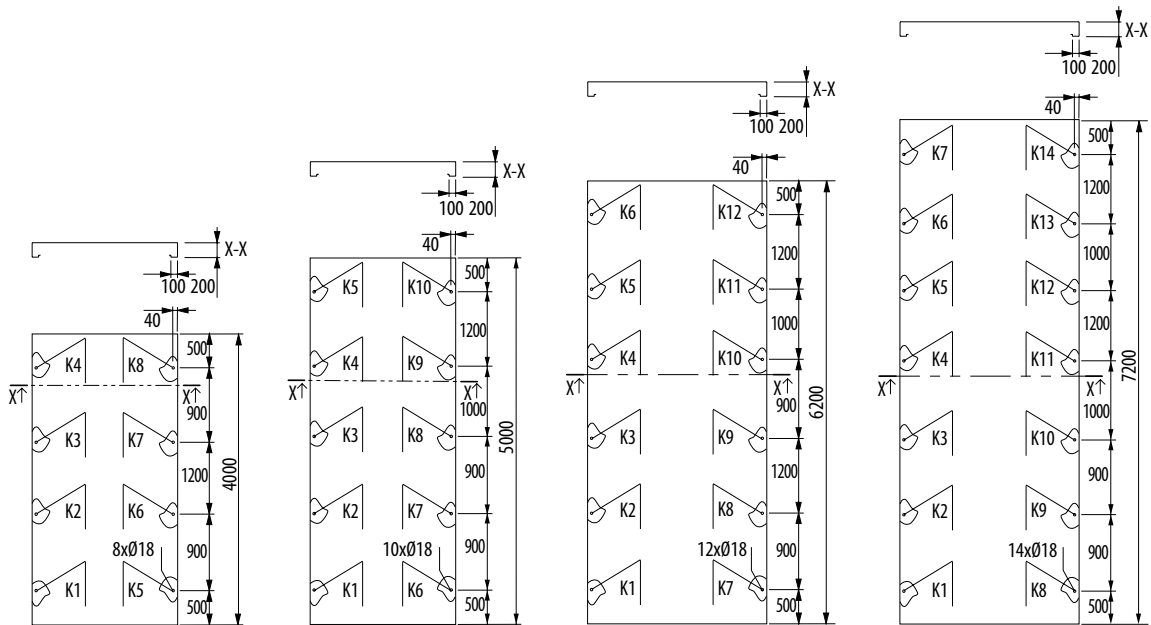 X-X
100 200
40
K4 K8
500
X↑ X↑
900
K3 K7
1200
4000
K2 K6
8xØ18
900
K1 K5
500
X-X
100 200
40
K5 K10
500
1200
K4 K9
X↑ X↑
1000
5000
K3 K8
900
K2 K7
10xØ18
900
K1 K6
500
X-X
100 200
40
K6 K12
500
1200
K5 K11
1000
K4 K10
X↑ X↑
900
6200
K3 K9
1200
K2 K8
12xØ18
900
K1 K7
500
X-X
100 200
40
K7 K14
500
1200
K6 K13
1000
K5 K12
1200
K4 K11
X↑ X↑
7200
1000
K3 K10
900
K2 K9
14xØ18
900
K1 K8
500